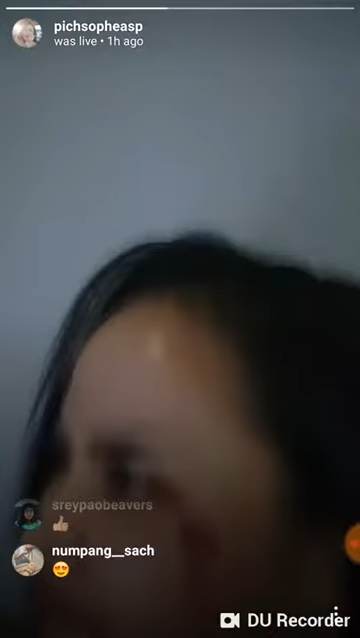 pichsopheasp
was live • 1h ago
sreypaobeavers
👍🏼
numpang__sach
😍
DU Recorder